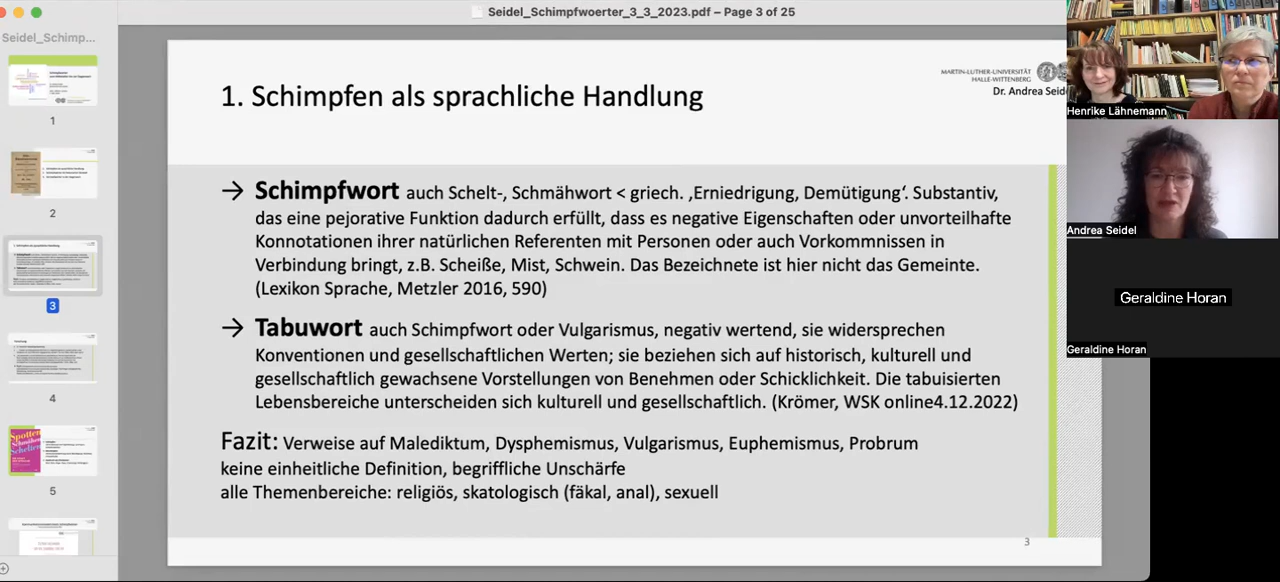 Seidel_Schimpfwoerter_3_3_2023.pdf – Page 3 of 25
Seidel_Schimp...
1
2
3
4
5
MARTIN-LUTHER-UNIVERSITÄT
HALLE-WITTENBERG
Dr. Andrea Seide
1. Schimpfen als sprachliche Handlung
→ Schimpfwort auch Schelt-, Schmähwort < griech. ‚Erniedrigung, Demütigung‘. Substantiv,
das eine pejorative Funktion dadurch erfüllt, dass es negative Eigenschaften oder unvorteilhafte
Konnotationen ihrer natürlichen Referenten mit Personen oder auch Vorkommnissen in
Verbindung bringt, z.B. Scheiße, Mist, Schwein. Das Bezeichnete ist hier nicht das Gemeinte.
(Lexikon Sprache, Metzler 2016, 590)
→ Tabuwort auch Schimpfwort oder Vulgarismus, negativ wertend, sie widersprechen
Konventionen und gesellschaftlichen Werten; sie beziehen sich auf historisch, kulturell und
gesellschaftlich gewachsene Vorstellungen von Benehmen oder Schicklichkeit. Die tabuisierten
Lebensbereiche unterscheiden sich kulturell und gesellschaftlich. (Krömer, WSK online4.12.2022)
Fazit: Verweise auf Malediktum, Dysphemismus, Vulgarismus, Euphemismus, Probrum
keine einheitliche Definition, begriffliche Unschärfe
alle Themenbereiche: religiös, skatologisch (fäkal, anal), sexuell
3
Henrike Lähnemann
Andrea Seidel
Geraldine Horan
Geraldine Horan